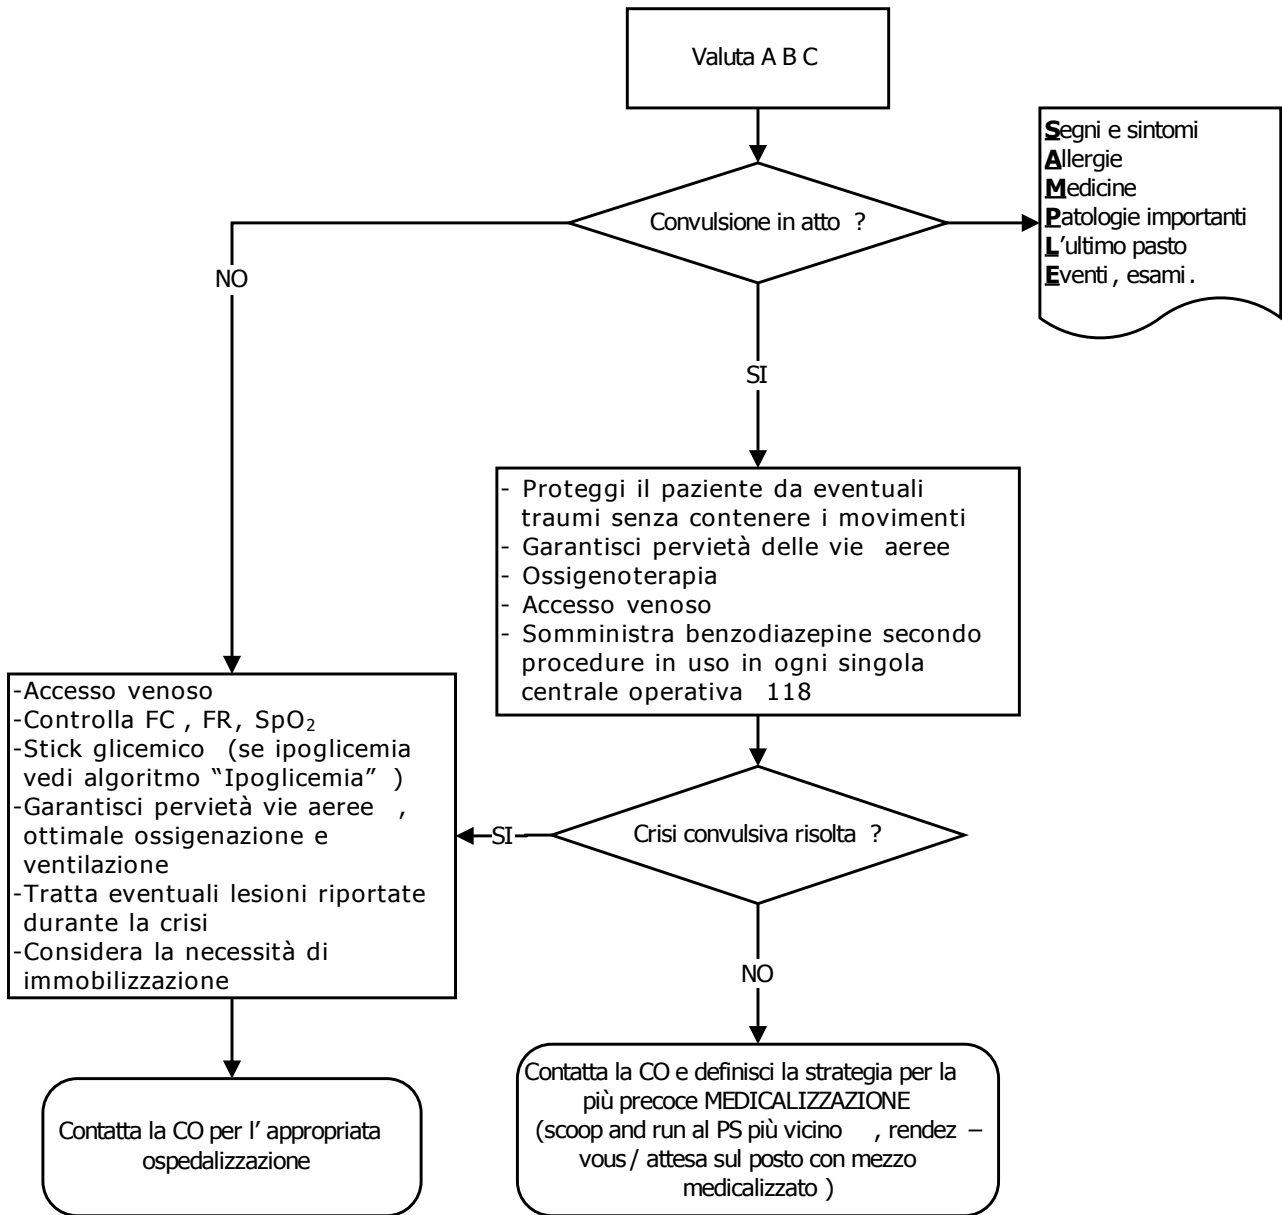 Valuta A B C
Segni e sintomi
Allergie
Medicine
Patologie importanti
L'ultimo pasto
Eventi, esami.
Convulsione in atto ?
NO
SI
- Proteggi il paziente da eventuali
traumi senza contenere i movimenti
- Garantisci pervietà delle vie aeree
- Ossigenoterapia
- Accesso venoso
- Somministra benzodiazepine secondo
procedure in uso in ogni singola
centrale operativa 118
-Accesso venoso
-Controlla FC , FR, SpO₂
-Stick glicemico (se ipoglicemia
vedi algoritmo “Ipoglicemia” )
-Garantisci pervietà vie aeree ,
ottimale ossigenazione e
ventilazione
-Tratta eventuali lesioni riportate
durante la crisi
-Considera la necessità di
immobilizzazione
SI
Crisi convulsiva risolta ?
NO
Contatta la CO per l' appropriata
ospedalizzazione
Contatta la CO e definisci la strategia per la
più precoce MEDICALIZZAZIONE
(scoop and run al PS più vicino , rendez –
vous / attesa sul posto con mezzo
medicalizzato )